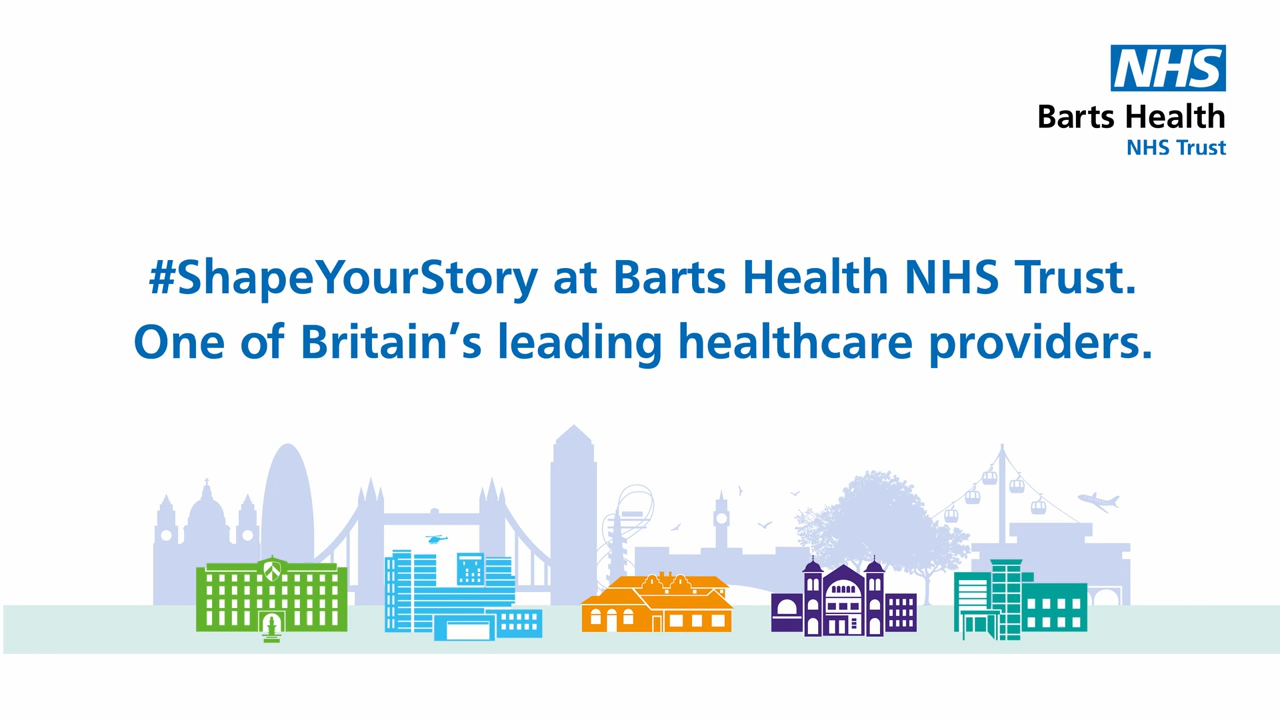 NHS
Barts Health
NHS Trust
#ShapeYourStory at Barts Health NHS Trust.
One of Britain’s leading healthcare providers.